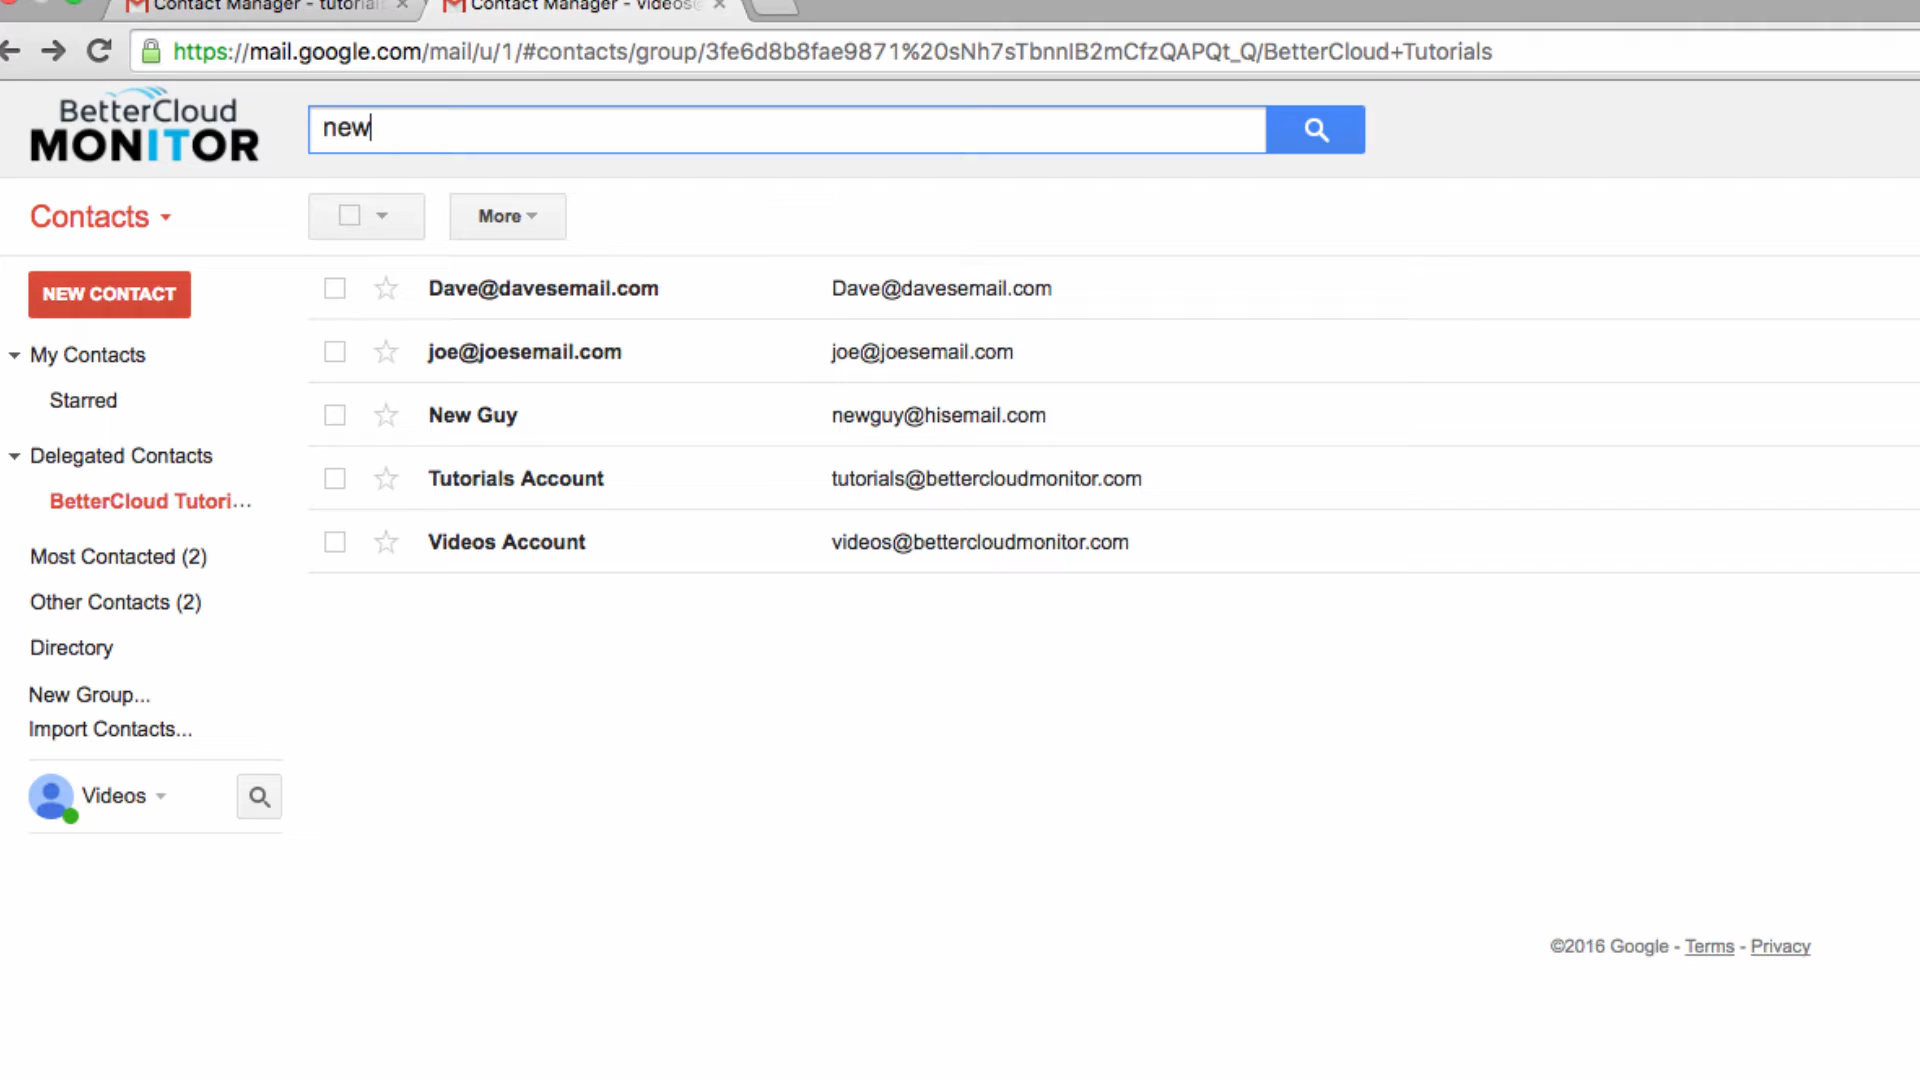 Contact Manager - tutorial
Contact Manager - videos@
https://mail.google.com/mail/u/1/#contacts/group/3fe6d8b8fae9871%20sNh7sTbnnIB2mCfzQAPQt_Q/BetterCloud+Tutorials
BetterCloud
MONITOR
new
Contacts
More
NEW CONTACT
My Contacts
Starred
Delegated Contacts
BetterCloud Tutori...
Most Contacted (2)
Other Contacts (2)
Directory
New Group...
Import Contacts...
Videos
Dave@davesemail.com Dave@davesemail.com
joe@joesemail.com joe@joesemail.com
New Guy newguy@hisemail.com
Tutorials Account tutorials@bettercloudmonitor.com
Videos Account videos@bettercloudmonitor.com
©2016 Google - Terms - Privacy